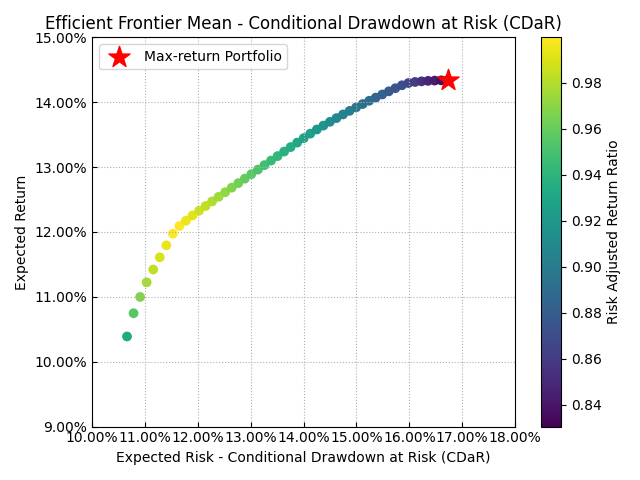 Efficient Frontier Mean - Conditional Drawdown at Risk (CDaR)
Max-return Portfolio
15.00%
14.00%
13.00%
12.00%
11.00%
10.00%
9.00%
Expected Return
10.00% 11.00% 12.00% 13.00% 14.00% 15.00% 16.00% 17.00% 18.00%
Expected Risk - Conditional Drawdown at Risk (CDaR)
0.98
0.96
0.94
0.92
0.90
0.88
0.86
0.84
Risk Adjusted Return Ratio